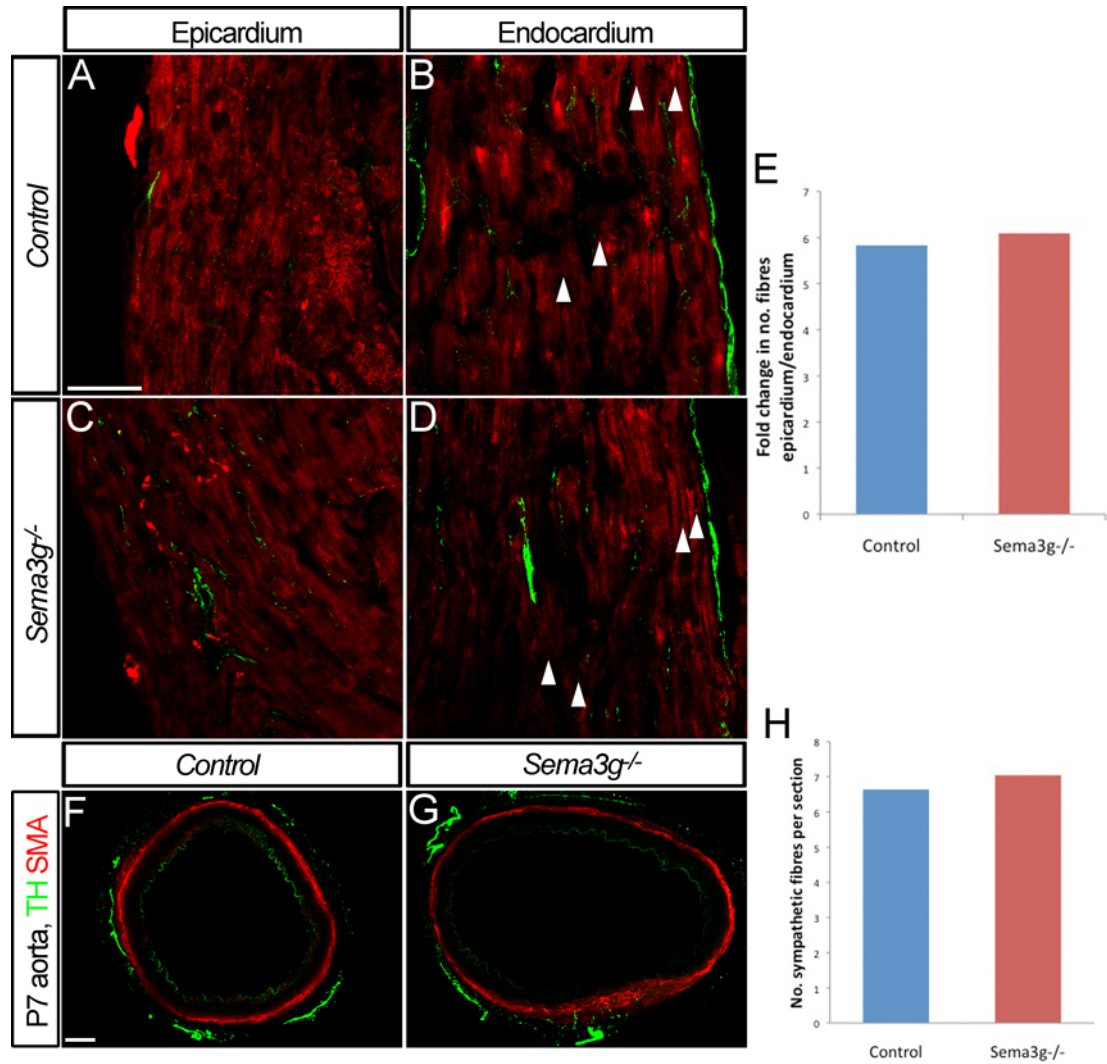 Epicardium
Endocardium
Control
A
B
Sema3g-/-
C
D
E
Fold change in no. fibres
epicardium/endocardium
7
6
5
4
3
2
1
0
Control
Sema3g-/-
Control
Sema3g-/-
P7 aorta, TH SMA
F
G
H
No. sympathetic fibres per section
8
7
6
5
4
3
2
1
0
Control
Sema3g-/-